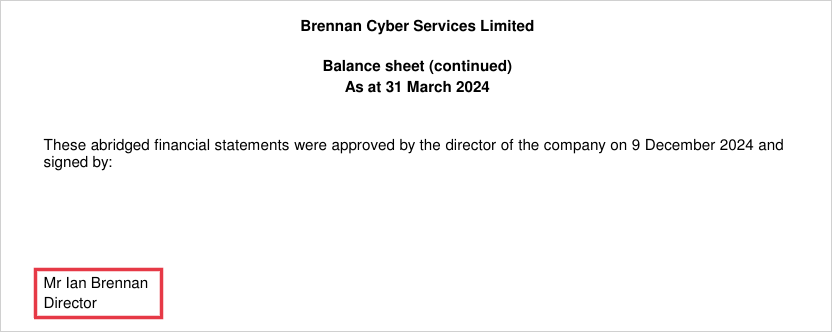 Brennan Cyber Services Limited
Balance sheet (continued)
As at 31 March 2024
These abridged financial statements were approved by the director of the company on 9 December 2024 and
signed by:
Mr Ian Brennan
Director